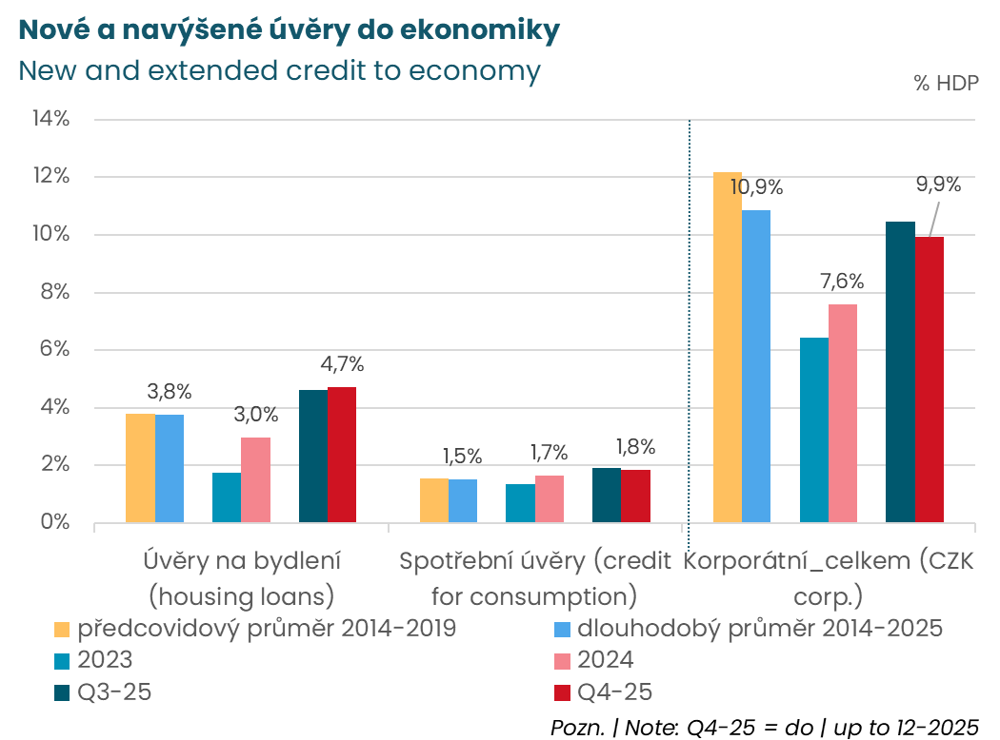 Nové a navýšené úvěry do ekonomiky
New and extended credit to economy
% HDP
14%
12%
10%
8%
6%
4%
2%
0%
3,8%
3,0%
4,7%
1,5%
1,7%
1,8%
10,9%
7,6%
9,9%
Úvěry na bydlení
(housing loans)
Spotřební úvěry (credit
for consumption)
Korporátní_celkem (CZK
corp.)
předcovidový průměr 2014-2019
dlouhodobý průměr 2014-2025
2023
2024
Q3-25
Q4-25
Pozn. | Note: Q4-25 = do | up to 12-2025